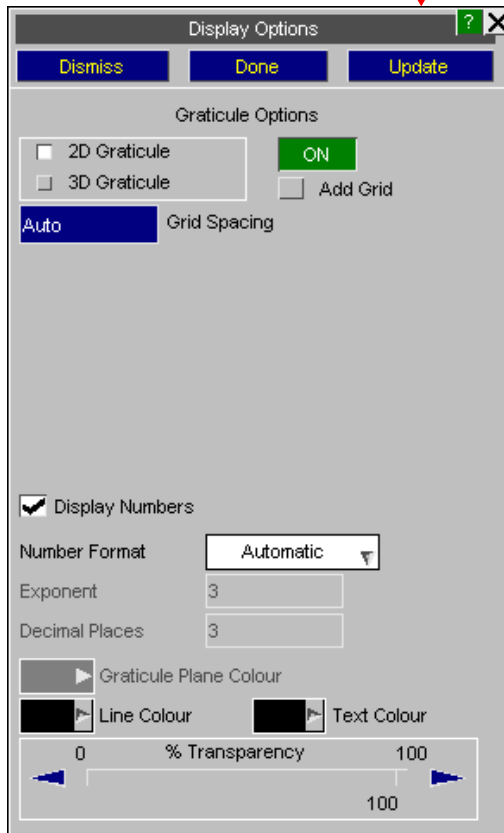 Display Options ?
Dismiss Done Update
Graticule Options
2D Graticule ON
3D Graticule Add Grid
Auto Grid Spacing
Display Numbers
Number Format Automatic
Exponent 3
Decimal Places 3
Graticule Plane Colour
Line Colour Text Colour
0 % Transparency 100
100